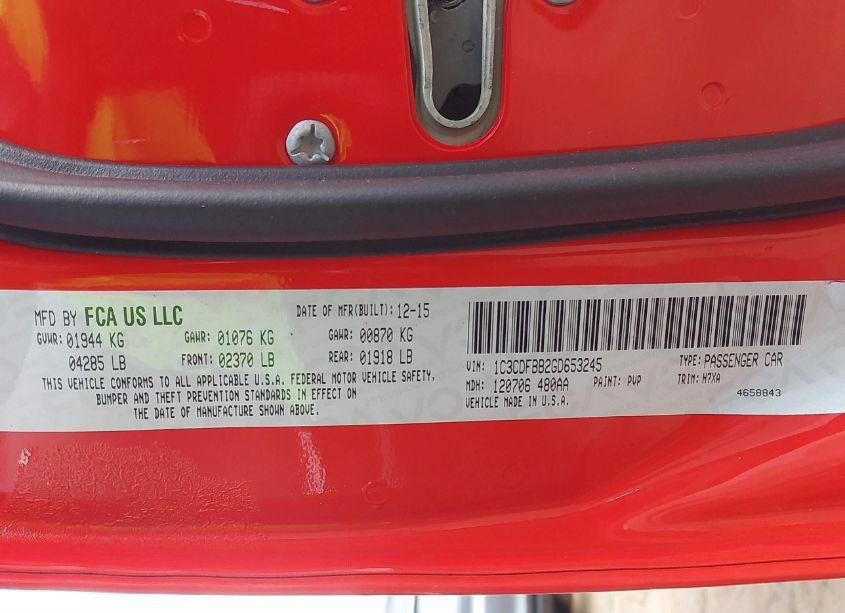 MFD BY FCA US LLC DATE OF MFR(BUILT): 12-15
GVWR: 01944 KG GAWR: 01076 KG GAWR: 00870 KG
04285 LB FRONT: 02370 LB REAR: 01918 LB
THIS VEHICLE CONFORMS TO ALL APPLICABLE U.S.A. FEDERAL MOTOR VEHICLE SAFETY,
BUMPER AND THEFT PREVENTION STANDARDS IN EFFECT ON
THE DATE OF MANUFACTURE SHOWN ABOVE.
VIN: 1C3CDFBB2GD653245 TYPE: PASSENGER CAR
MDH: 120706 480AA PAINT: PVP TRIM: H7XA
VEHICLE MADE IN U.S.A. 4658843